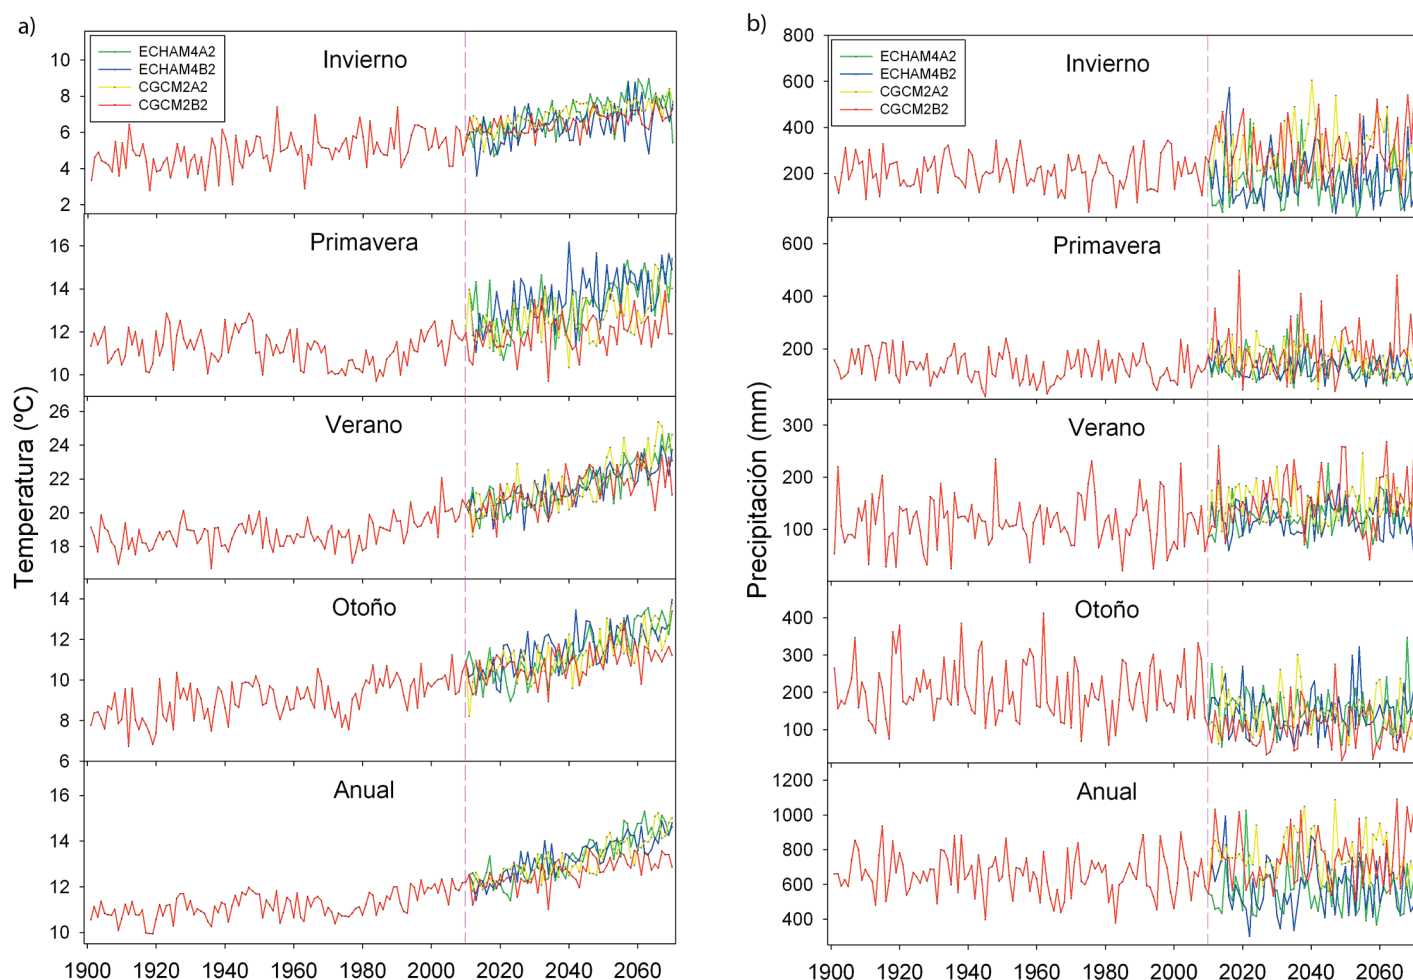 a)
ECHAM4A2
ECHAM4B2
CGCM2A2
CGCM2B2
Invierno
10
8
6
4
2
Primavera
16
14
12
10
Verano
26
24
22
20
18
Otoño
14
12
10
8
6
Anual
16
14
12
10
Temperatura (ºC)
1900 1920 1940 1960 1980 2000 2020 2040 2060
b)
ECHAM4A2
ECHAM4B2
CGCM2A2
CGCM2B2
Invierno
800
600
400
200
Primavera
600
400
200
Verano
300
200
100
Otoño
400
300
200
100
Anual
1200
1000
800
600
400
Precipitación (mm)
1900 1920 1940 1960 1980 2000 2020 2040 2060